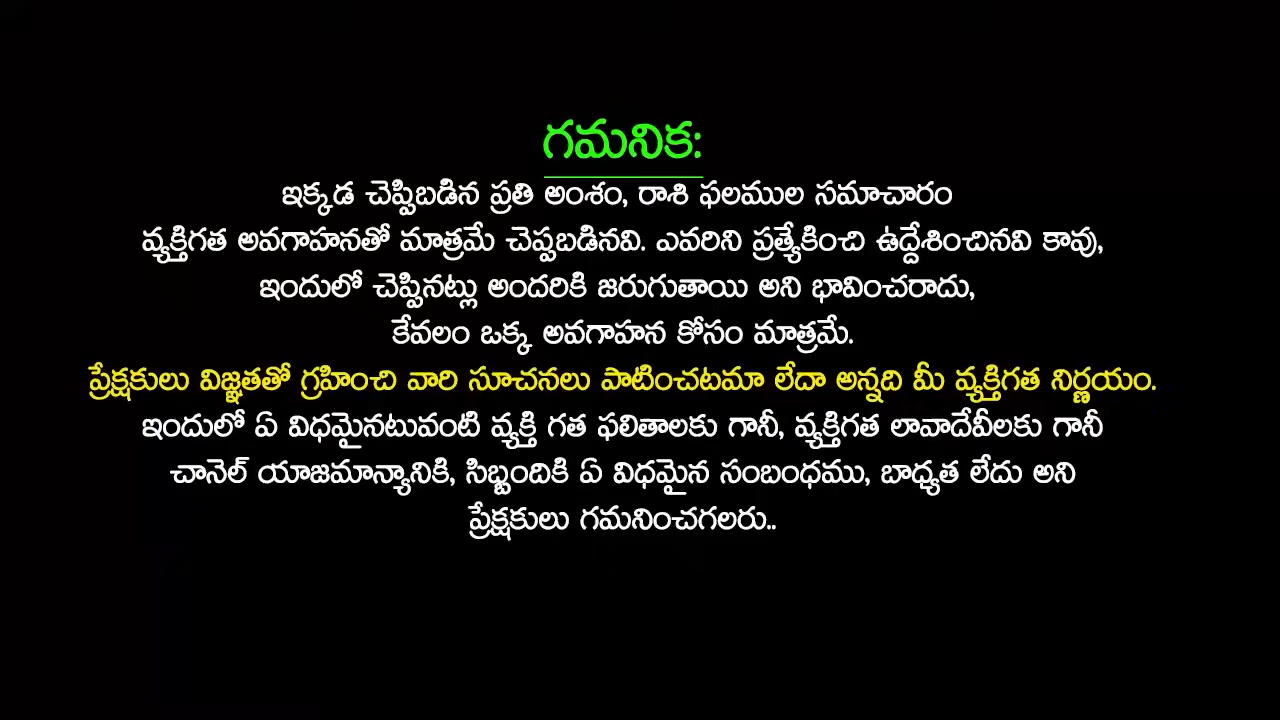 గమనిక:
ఇక్కడ చెప్పిబడిన ప్రతి అంశం, రాశి ఫలముల సమాచారం
వ్యక్తిగత అవగాహనతో మాత్రమే చెప్పబడినవి. ఎవరిని ప్రత్యేకించి ఉద్దేశించినవి కావు,
ఇందులో చెప్పినట్లు అందరికి జరుగుతాయి అని భావించరాదు,
కేవలం ఒక్క అవగాహన కోసం మాత్రమే.
ప్రేక్షకులు విజ్ఞతతో గ్రహించి వారి సూచనలు పాటించటమా లేదా అన్నది మీ వ్యక్తిగత నిర్ణయం.
ఇందులో ఏ విధమైనటువంటి వ్యక్తి గత ఫలితాలకు గానీ, వ్యక్తిగత లావాదేవీలకు గానీ
చానెల్ యాజమాన్యానికి, సిబ్బందికి ఏ విధమైన సంబంధము, బాధ్యత లేదు అని
ప్రేక్షకులు గమనించగలరు..